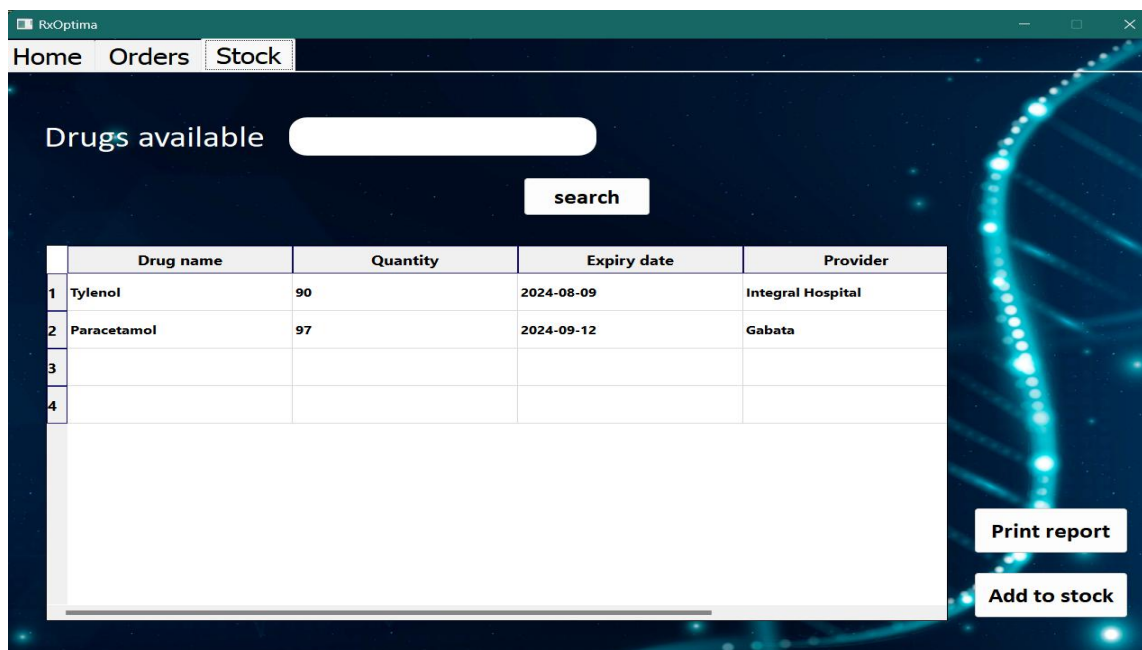 RxOptima
Home Orders Stock
Drugs available
search
Drug name Quantity Expiry date Provider
1 Tylenol 90 2024-08-09 Integral Hospital
2 Paracetamol 97 2024-09-12 Gabata
3
4
Print report
Add to stock